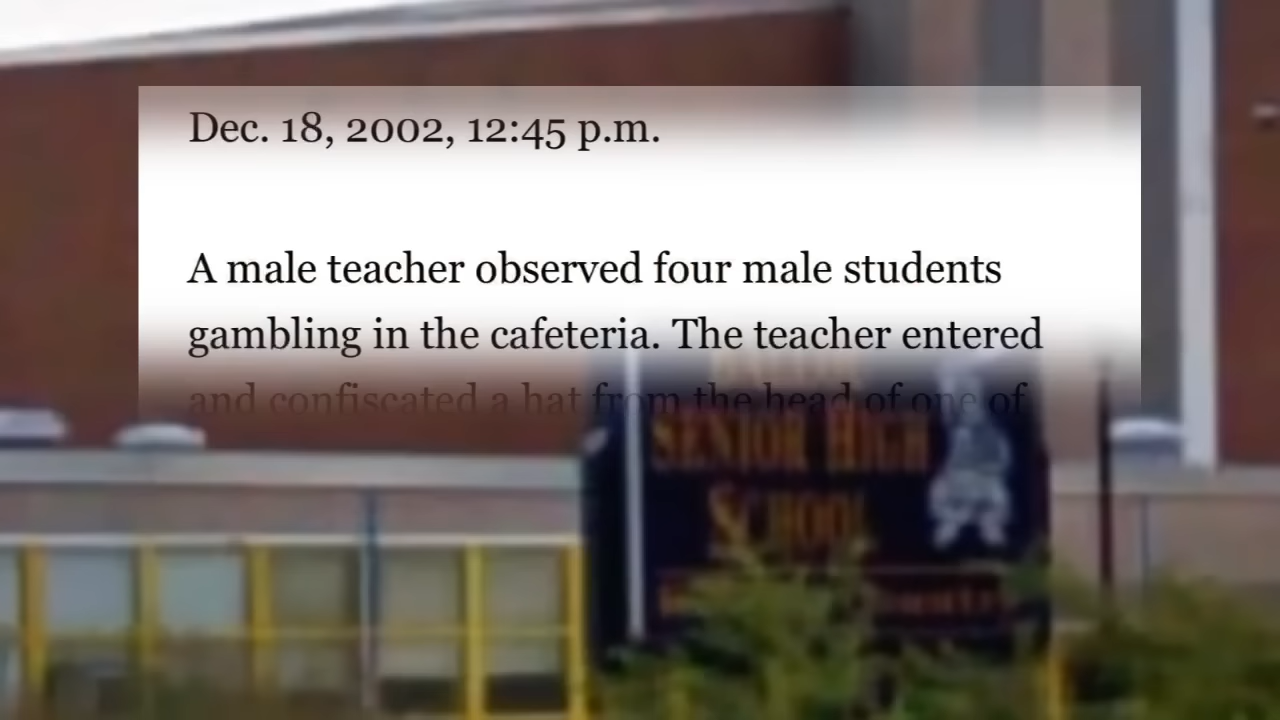 Dec. 18, 2002, 12:45 p.m.
A male teacher observed four male students
gambling in the cafeteria. The teacher entered
and confiscated a hat from the head of one of
SENIOR HIGH
SCHOOL